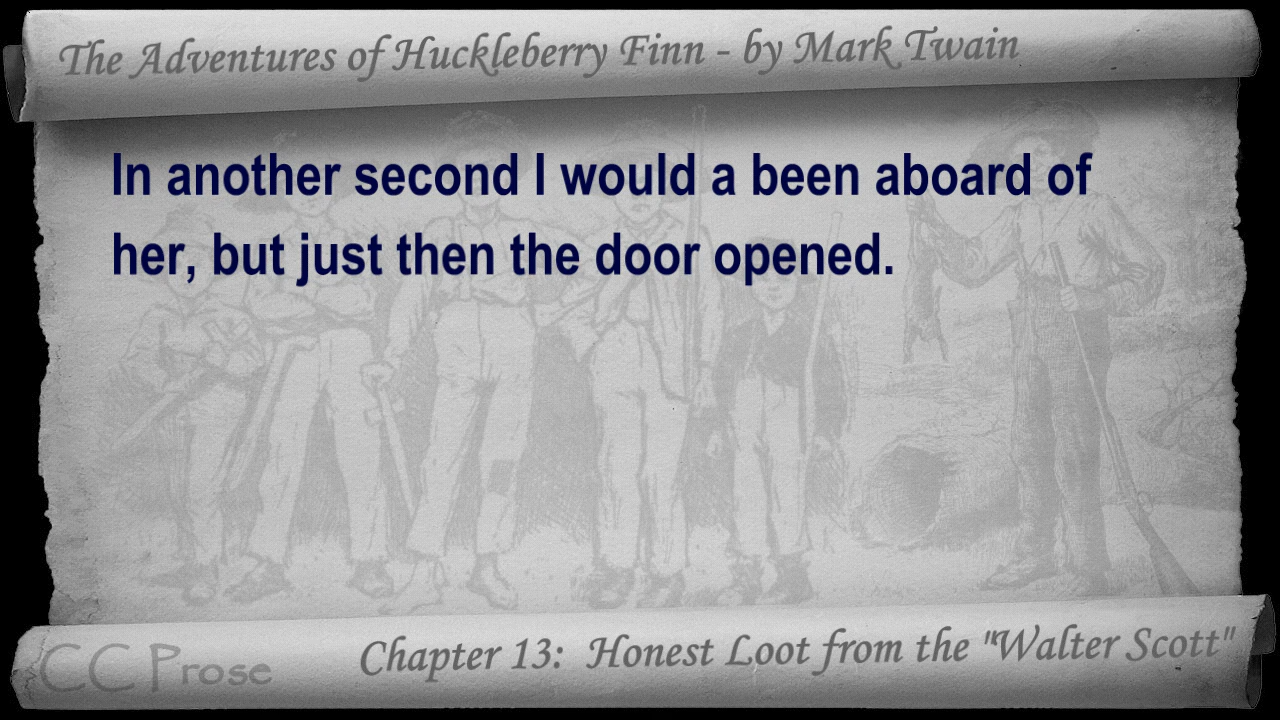 The Adventures of Huckleberry Finn - by Mark Twain
In another second I would a been aboard of
her, but just then the door opened.
CC Prose
Chapter 13: Honest Loot from the "Walter Scott"